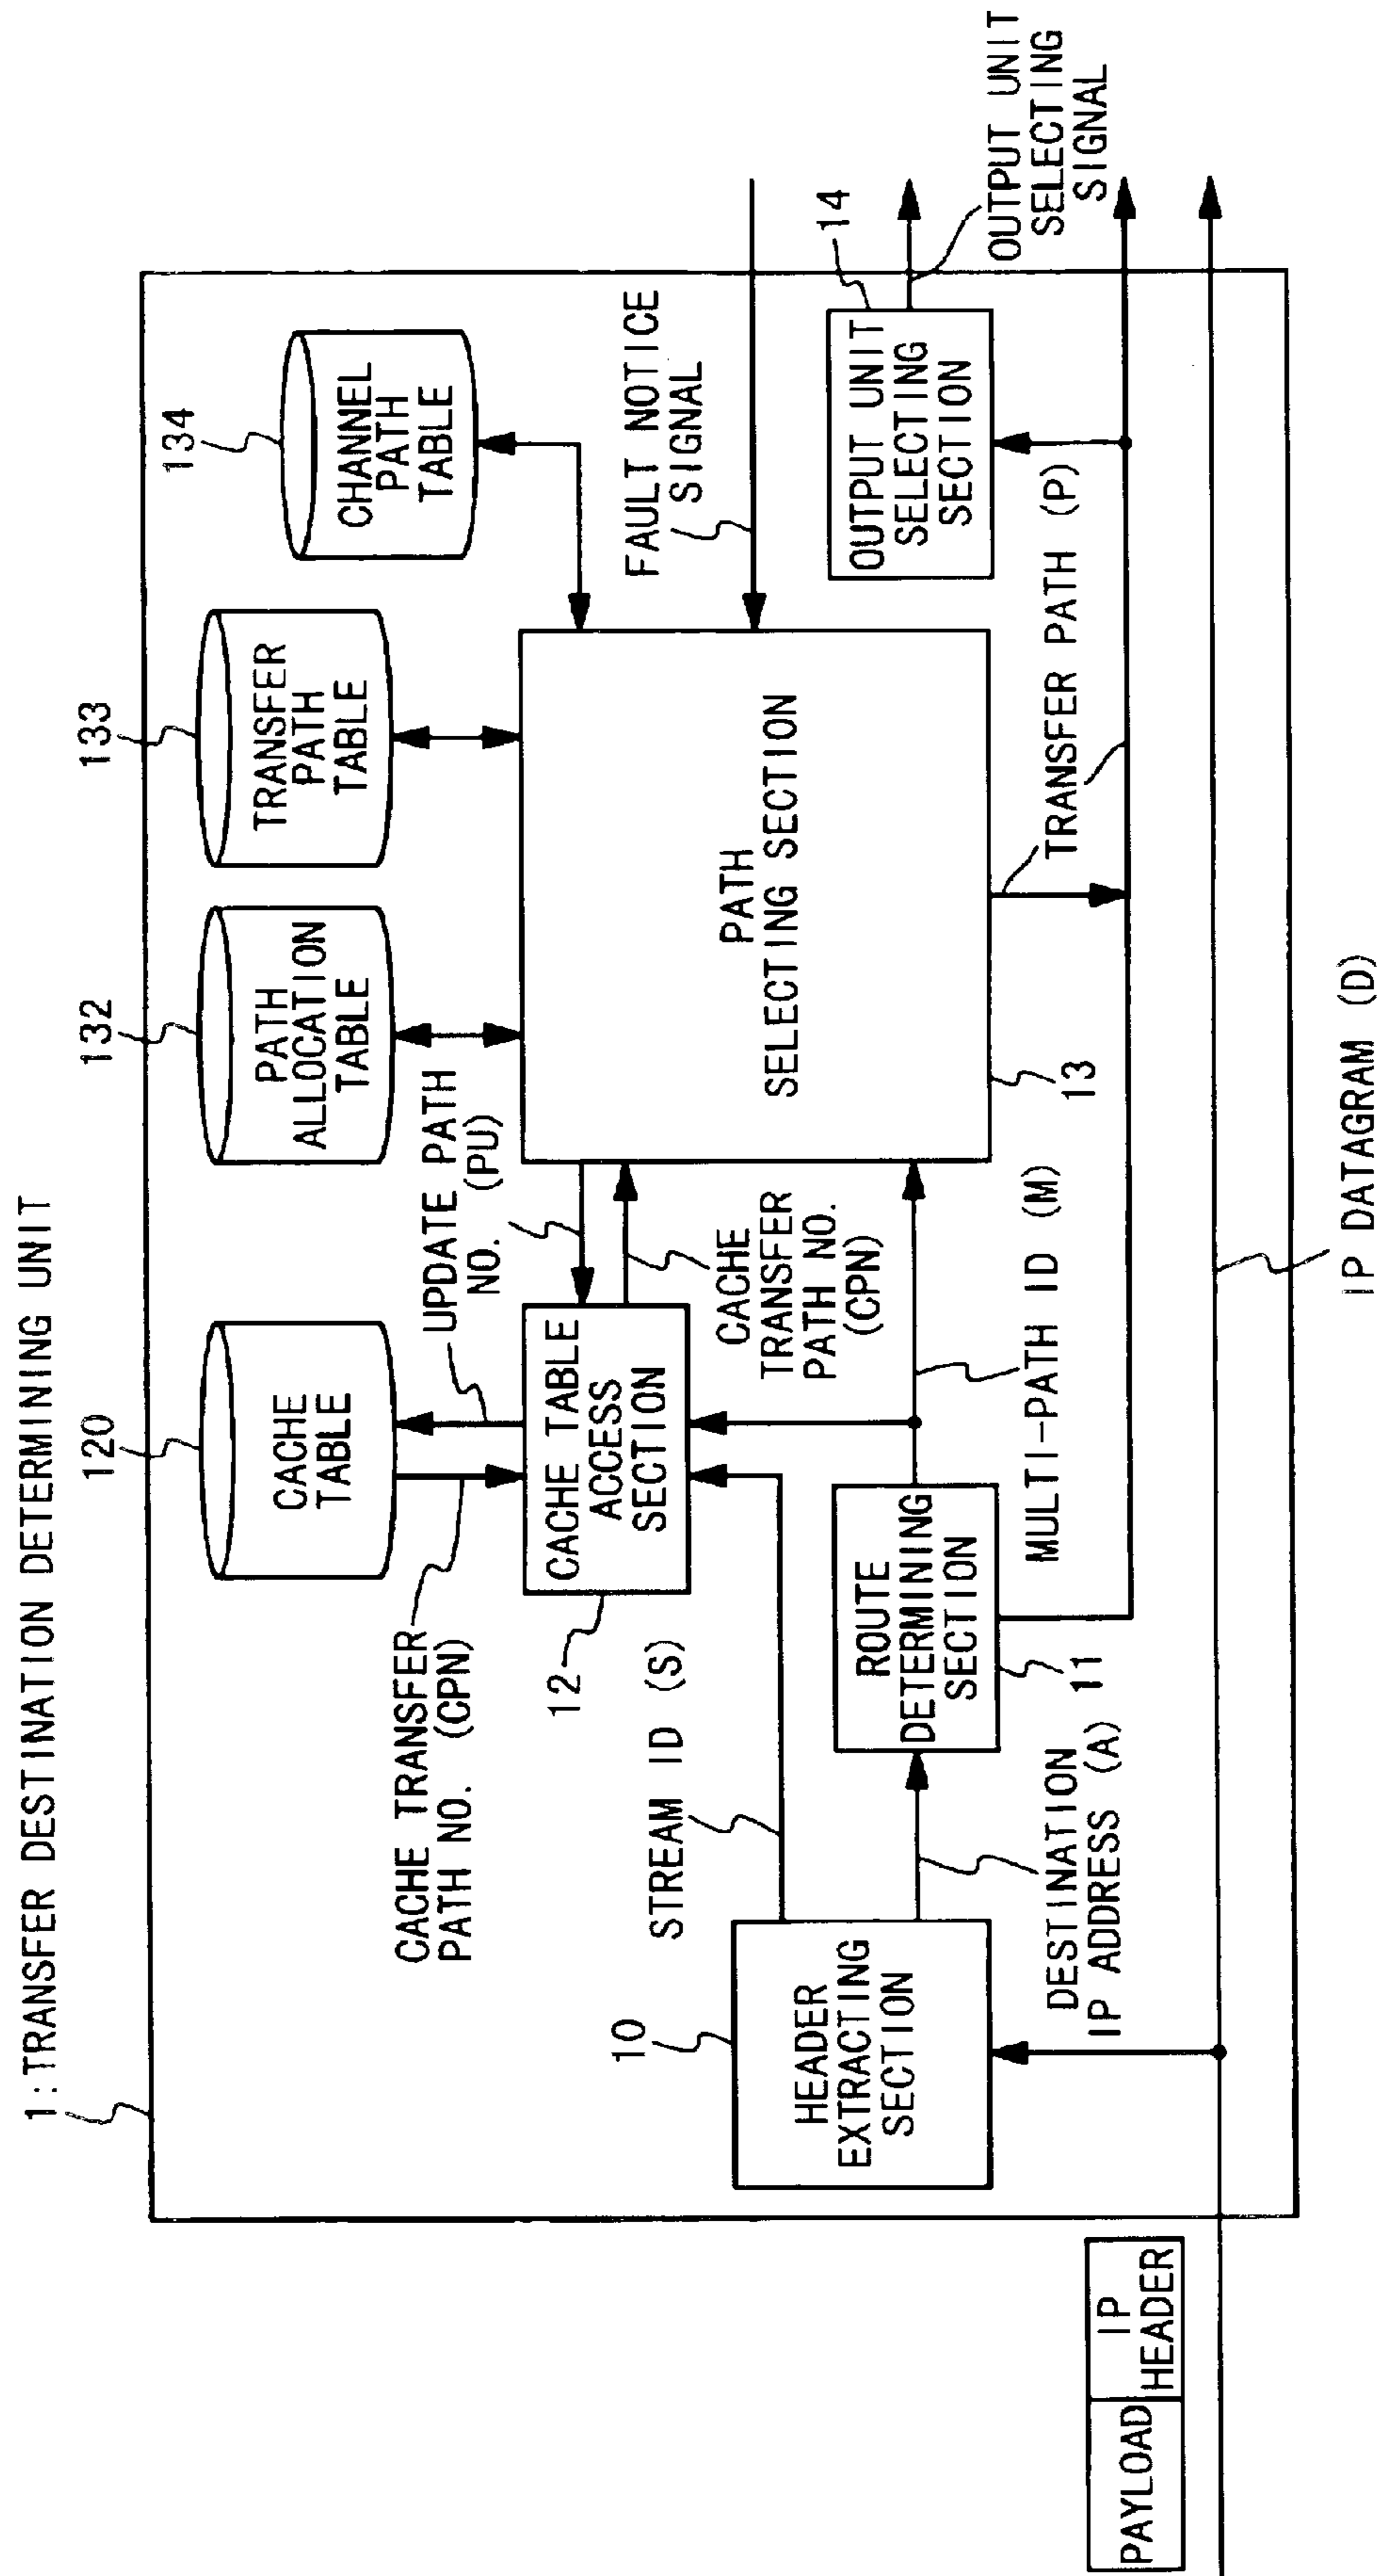 1:TRANSFER DESTINATION DETERMINING UNIT
120
CACHE
TABLE
132
PATH
ALLOCATION
TABLE
133
TRANSFER
PATH
TABLE
134
CHANNEL
PATH
TABLE
CACHE TRANSFER
PATH NO. (CPN)
UPDATE PATH
NO. (PU)
12
CACHE TABLE
ACCESS
SECTION
CACHE
TRANSFER
PATH NO.
(CPN)
PATH
SELECTING SECTION
13
FAULT NOTICE
SIGNAL
STREAM ID (S)
10
HEADER
EXTRACTING
SECTION
ROUTE
DETERMINING
SECTION
11
MULTI-PATH ID (M)
14
OUTPUT UNIT
SELECTING
SECTION
OUTPUT UNIT
SELECTING
SIGNAL
DESTINATION
IP ADDRESS (A)
TRANSFER PATH (P)
PAYLOAD
IP
HEADER
IP DATAGRAM (D)